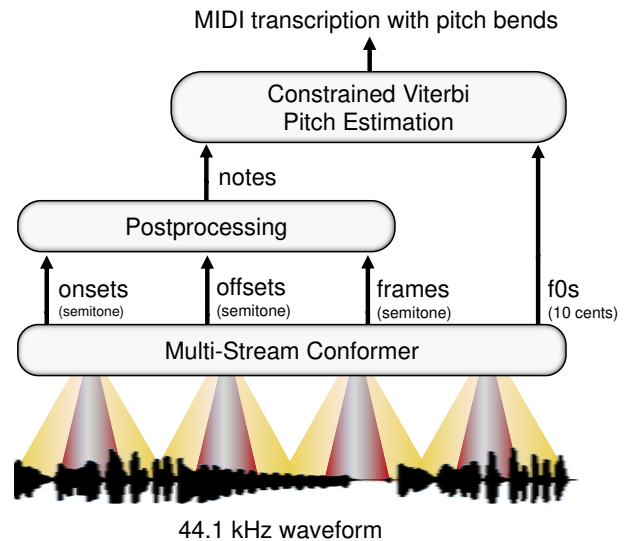 MIDI transcription with pitch bends
Constrained Viterbi
Pitch Estimation
notes
Postprocessing
onsets
(semitone)
offsets
(semitone)
frames
(semitone)
f0s
(10 cents)
Multi-Stream Conformer
44.1 kHz waveform